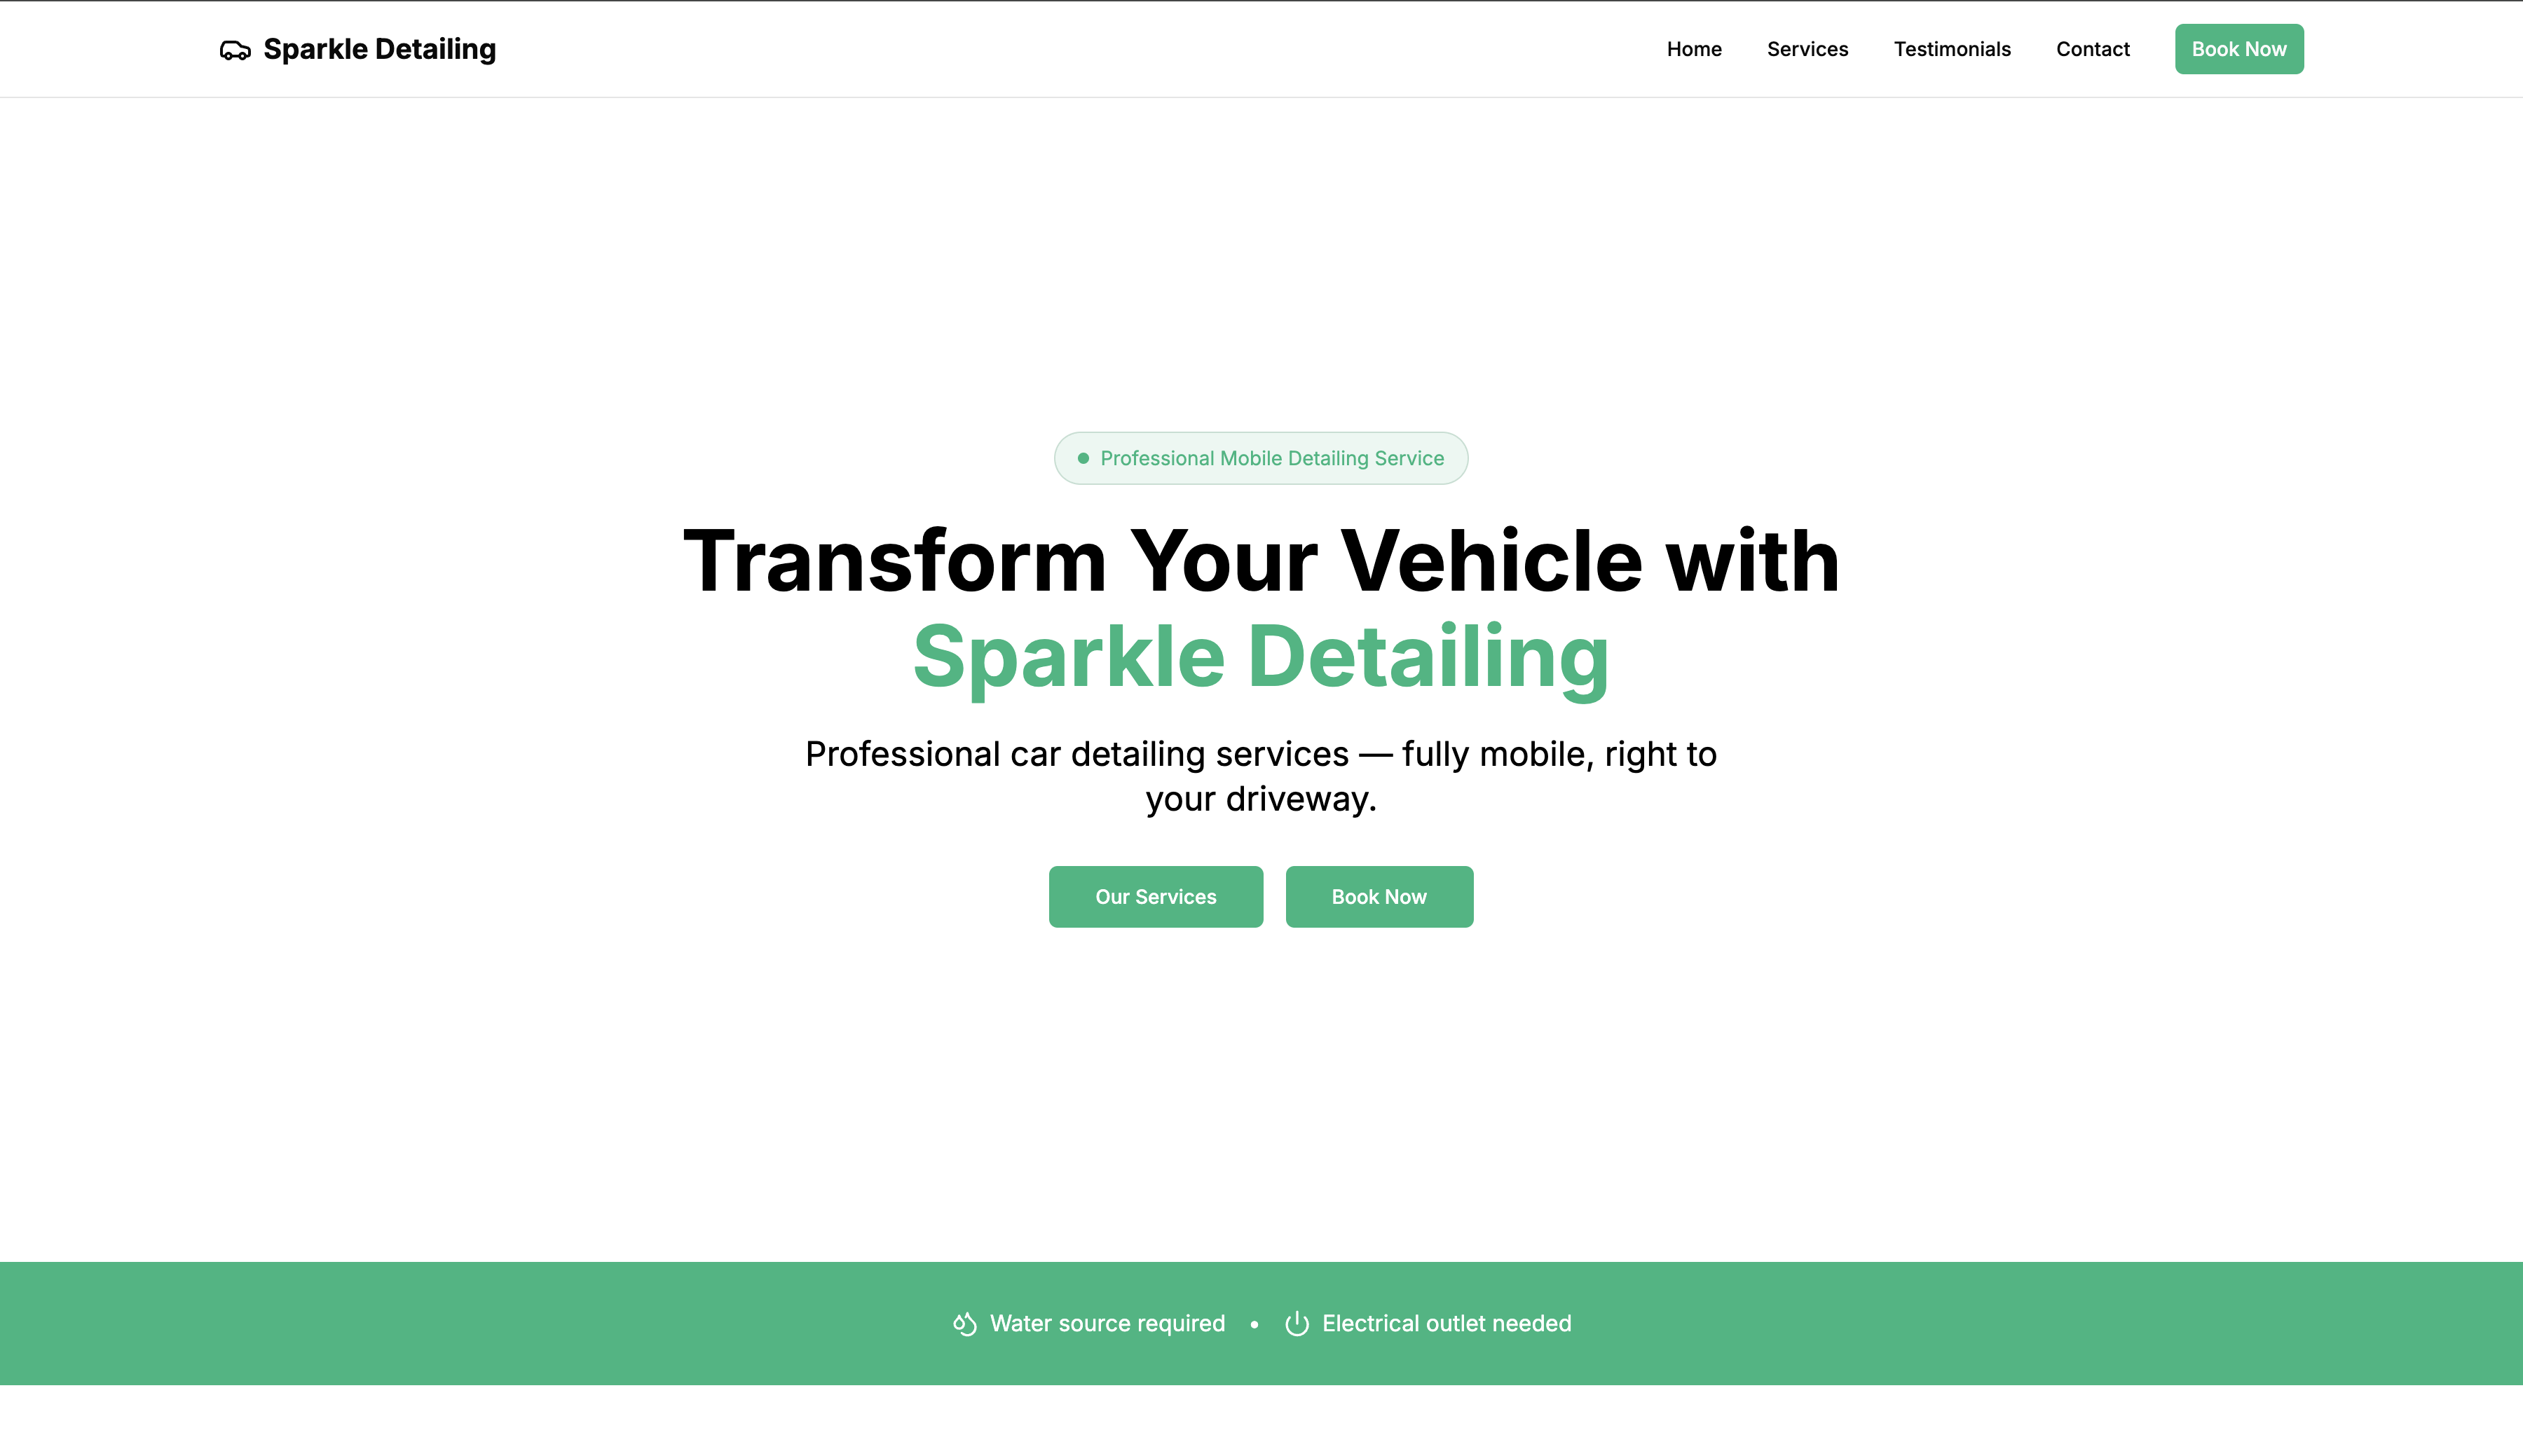 Sparkle Detailing
Home
Services
Testimonials
Contact
Book Now
Professional Mobile Detailing Service
Transform Your Vehicle with
Sparkle Detailing
Professional car detailing services — fully mobile, right to
your driveway.
Our Services
Book Now
Water source required • Electrical outlet needed